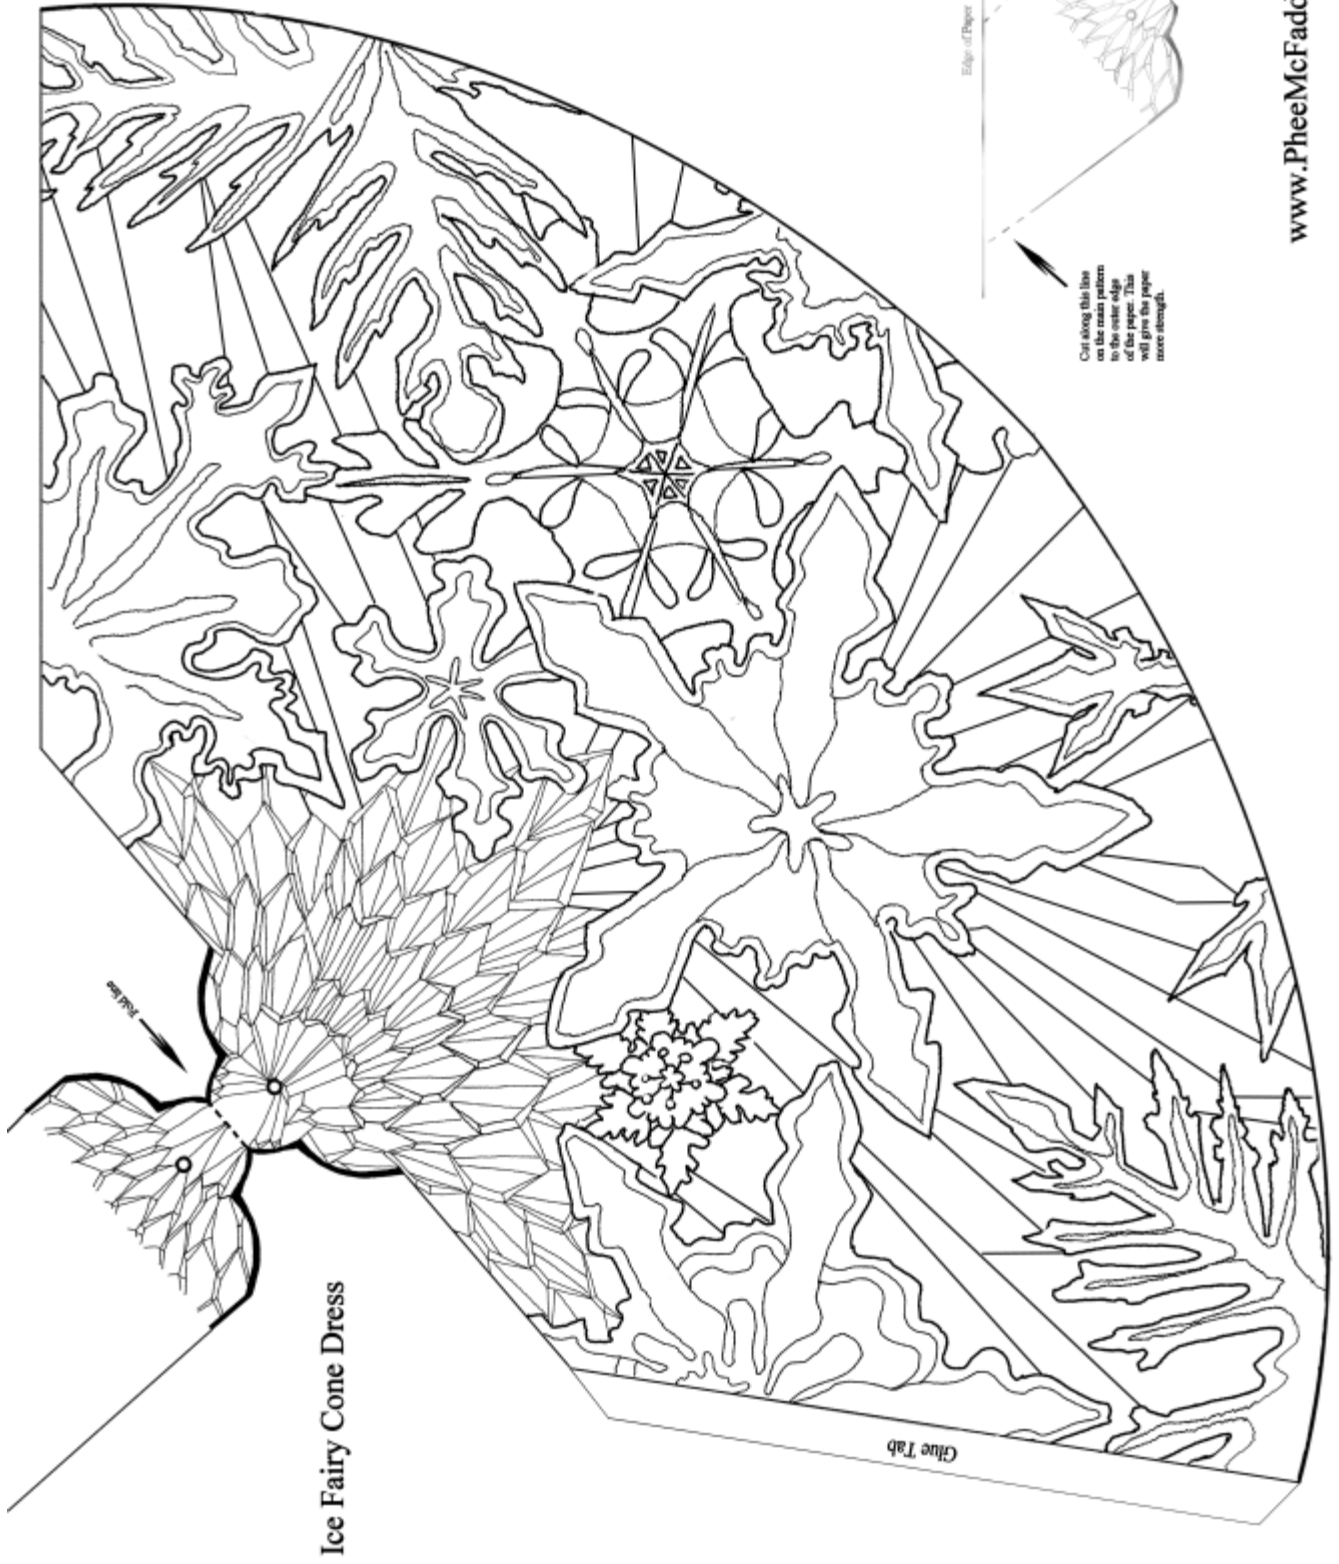 Edge of Paper
www.PheeMcFadd
Cut along this line
on the main pattern
to the outer edge
of the paper. This
will give the paper
more strength.
Fold line
Ice Fairy Cone Dress
Glue Tab